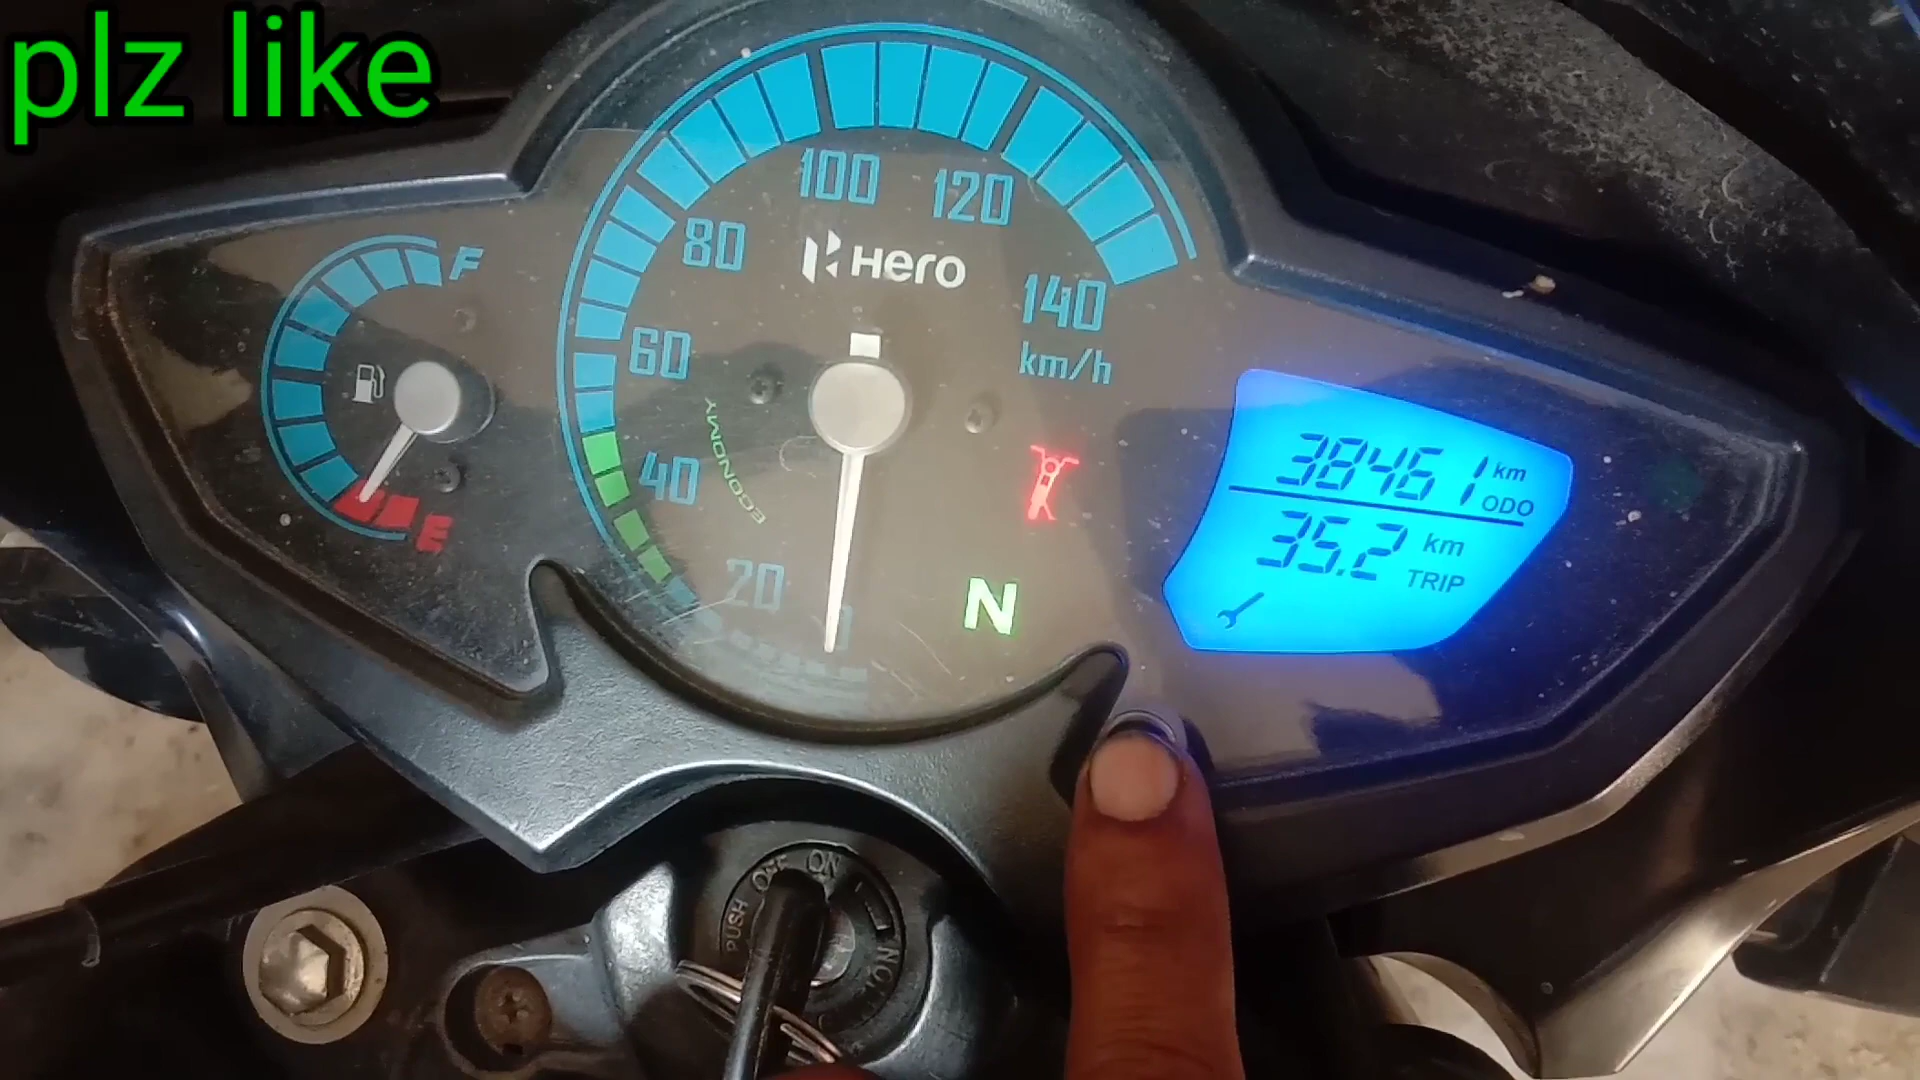 plz like
F
E
100
120
80
140
km/h
60
40
20
Hero
ECONOMY
N
38461 km
ODO
35.2 km
TRIP
OFF
ON
PUSH